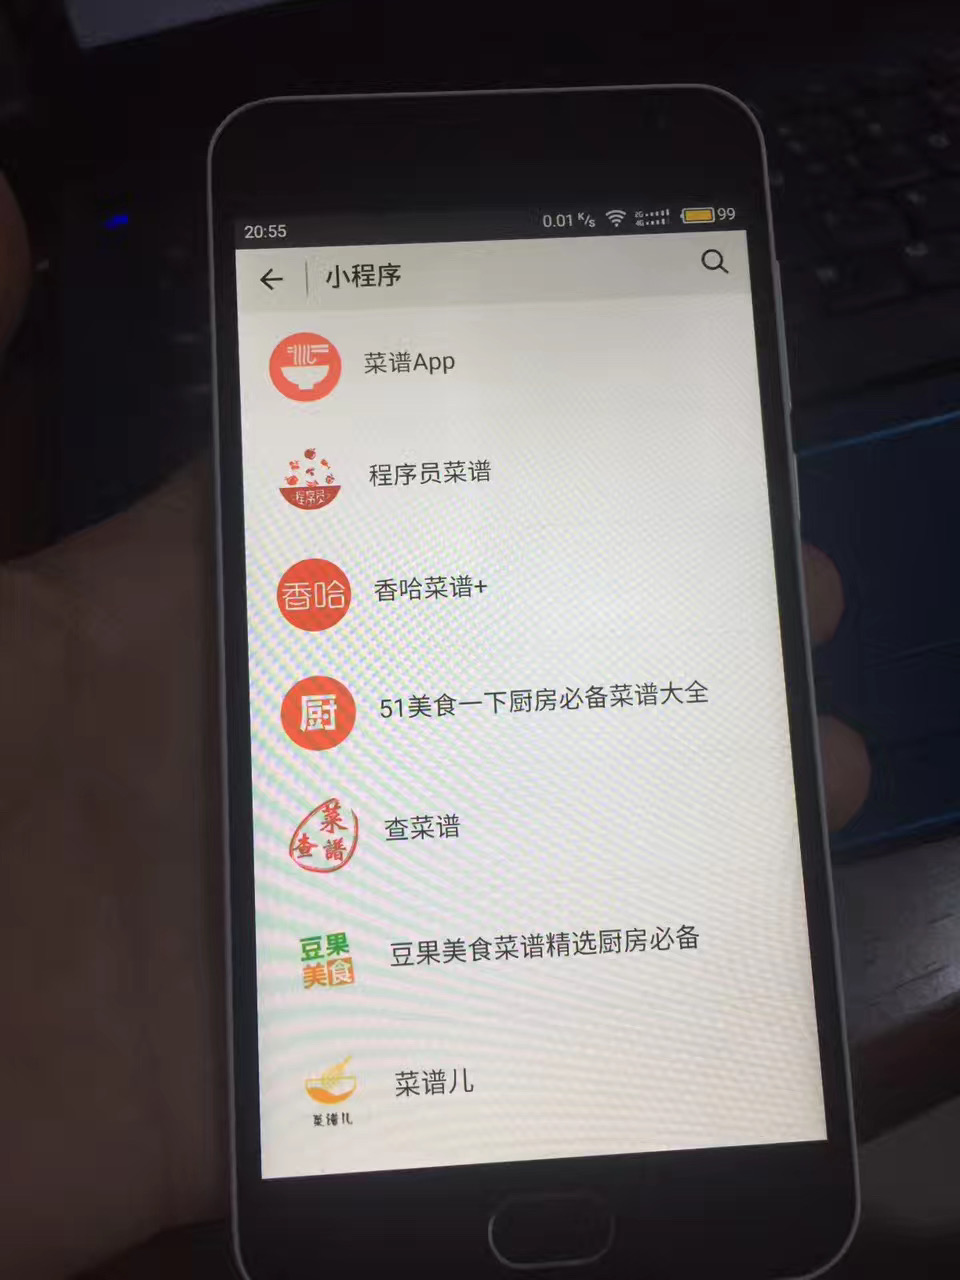 20:55
0.01 K/s
2G
4G
99
小程序
菜谱App
程序员
程序员菜谱
香哈
香哈菜谱+
厨
51美食一下厨房必备菜谱大全
查菜譜
查菜谱
豆果
美食
豆果美食菜谱精选厨房必备
菜谱儿
菜谱儿